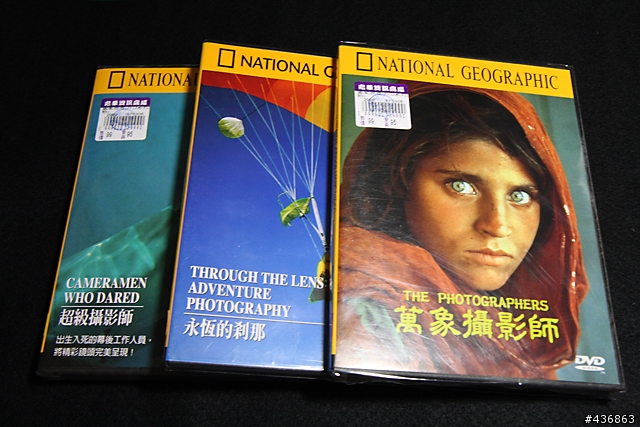 NATIONAL
CAMERAMEN
WHO DARED
超級攝影師
出生入死的幕後工作人員，
將精彩鏡頭完美呈現！
NATIONAL G
THROUGH THE LENS
ADVENTURE
PHOTOGRAPHY
永恆的剎那
NATIONAL GEOGRAPHIC
THE PHOTOGRAPHERS
萬象攝影師
DVD
#436863